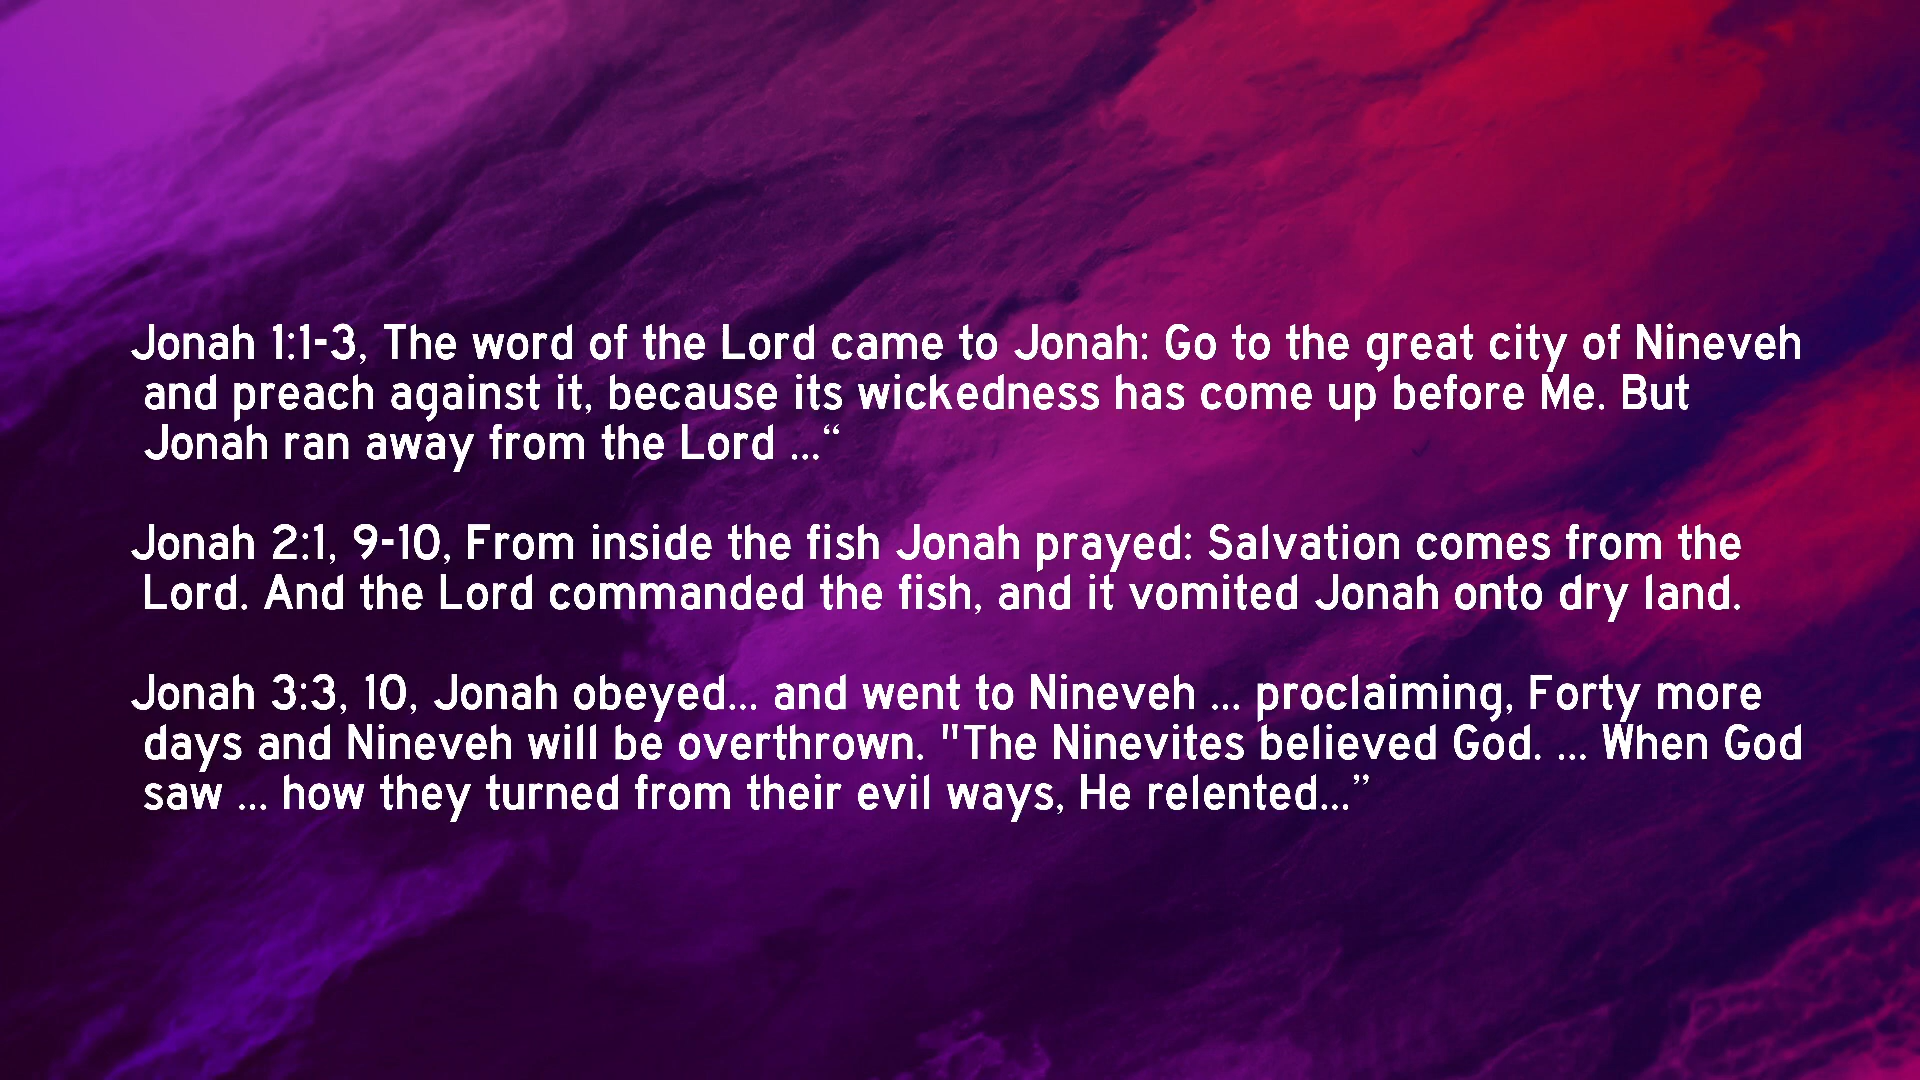 Jonah 1:1-3, The word of the Lord came to Jonah: Go to the great city of Nineveh
and preach against it, because its wickedness has come up before Me. But
Jonah ran away from the Lord ...“
Jonah 2:1, 9-10, From inside the fish Jonah prayed: Salvation comes from the
Lord. And the Lord commanded the fish, and it vomited Jonah onto dry land.
Jonah 3:3, 10, Jonah obeyed... and went to Nineveh ... proclaiming, Forty more
days and Nineveh will be overthrown. "The Ninevites believed God. ... When God
saw ... how they turned from their evil ways, He relented...”